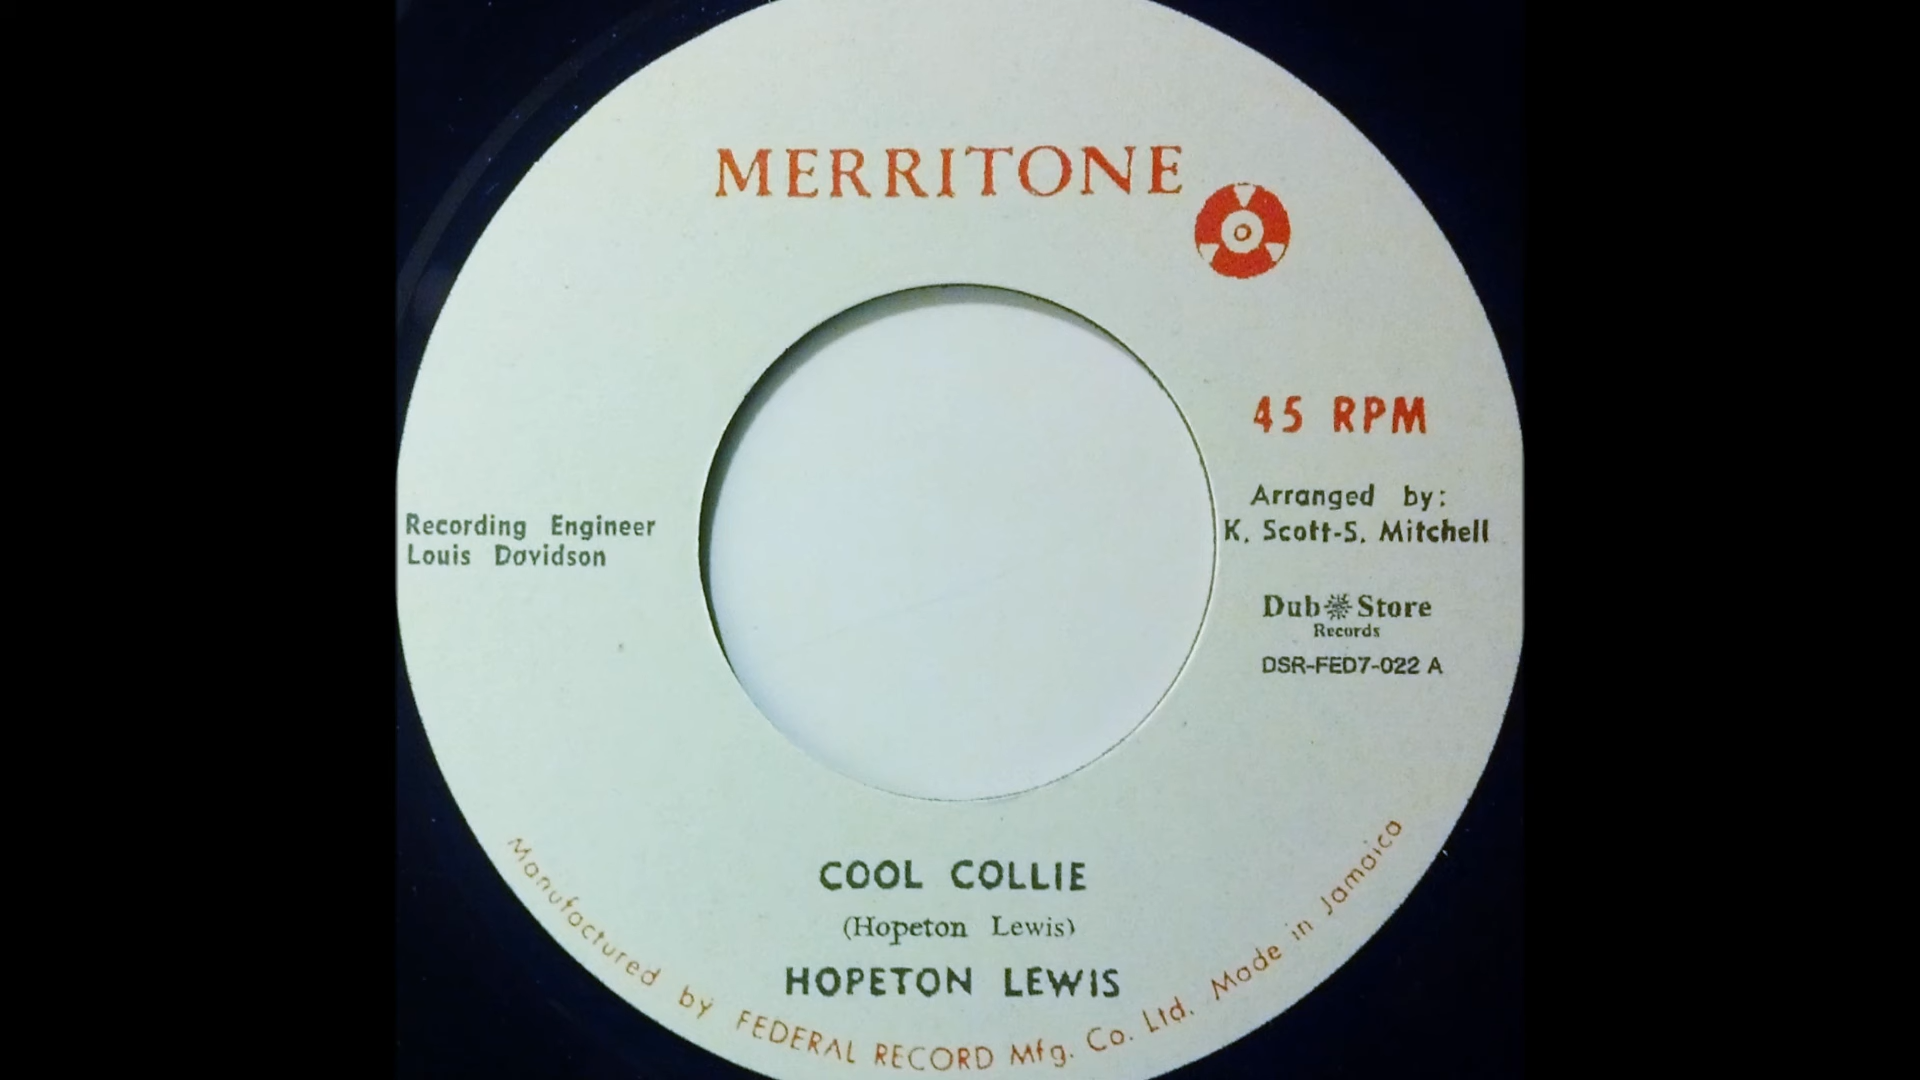 MERRITONE
45 RPM
Recording Engineer
Louis Davidson
Arranged by:
K. Scott-S. Mitchell
Dub Store
Records
DSR-FED7-022 A
COOL COLLIE
(Hopeton Lewis)
HOPETON LEWIS
Manufactured by FEDERAL RECORD Mfg. Co. Ltd. Made in Jamaica